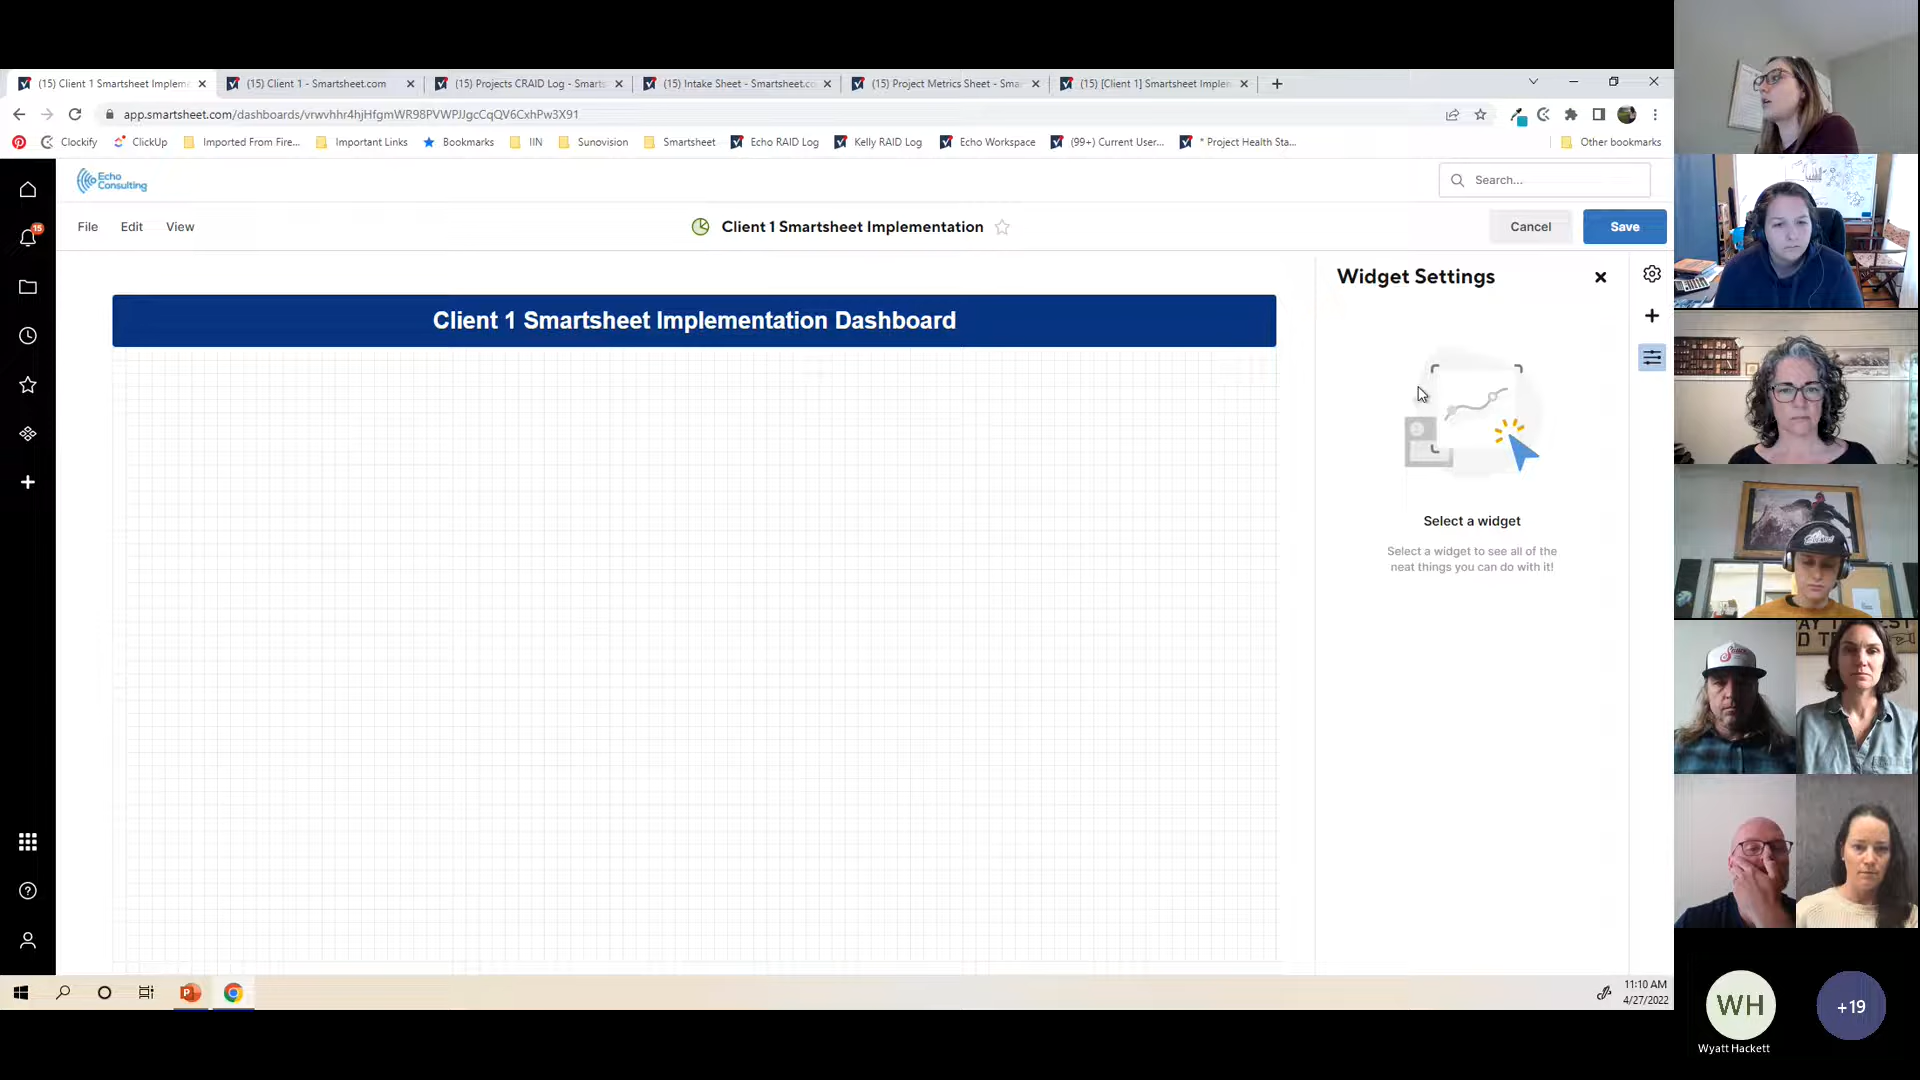 (15) Client 1 Smartsheet Impleme
(15) Client 1 - Smartsheet.com
(15) Projects CRAID Log - Smarts
(15) Intake Sheet - Smartsheet.co
(15) Project Metrics Sheet - Sma
(15) [Client 1] Smartsheet Implem
app.smartsheet.com/dashboards/vrwvhhr4hjHfgmWR98PVWPJJgcCqQV6CxhPw3X91
Clockify
ClickUp
Imported From Fire...
Important Links
Bookmarks
IIN
Sunovision
Smartsheet
Echo RAID Log
Kelly RAID Log
Echo Workspace
(99+) Current User...
* Project Health Sta...
Other bookmarks
Echo
Consulting
Search...
15
File Edit View
Client 1 Smartsheet Implementation
Cancel
Save
Widget Settings
Client 1 Smartsheet Implementation Dashboard
Select a widget
Select a widget to see all of the
neat things you can do with it!
11:10 AM
4/27/2022
WH
+19
Wyatt Hackett